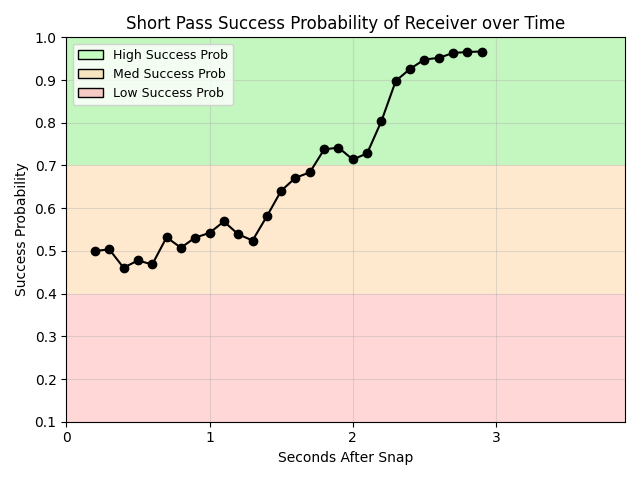 Short Pass Success Probability of Receiver over Time
High Success Prob
Med Success Prob
Low Success Prob
Success Probability
1.0
0.9
0.8
0.7
0.6
0.5
0.4
0.3
0.2
0.1
0 1 2 3
Seconds After Snap